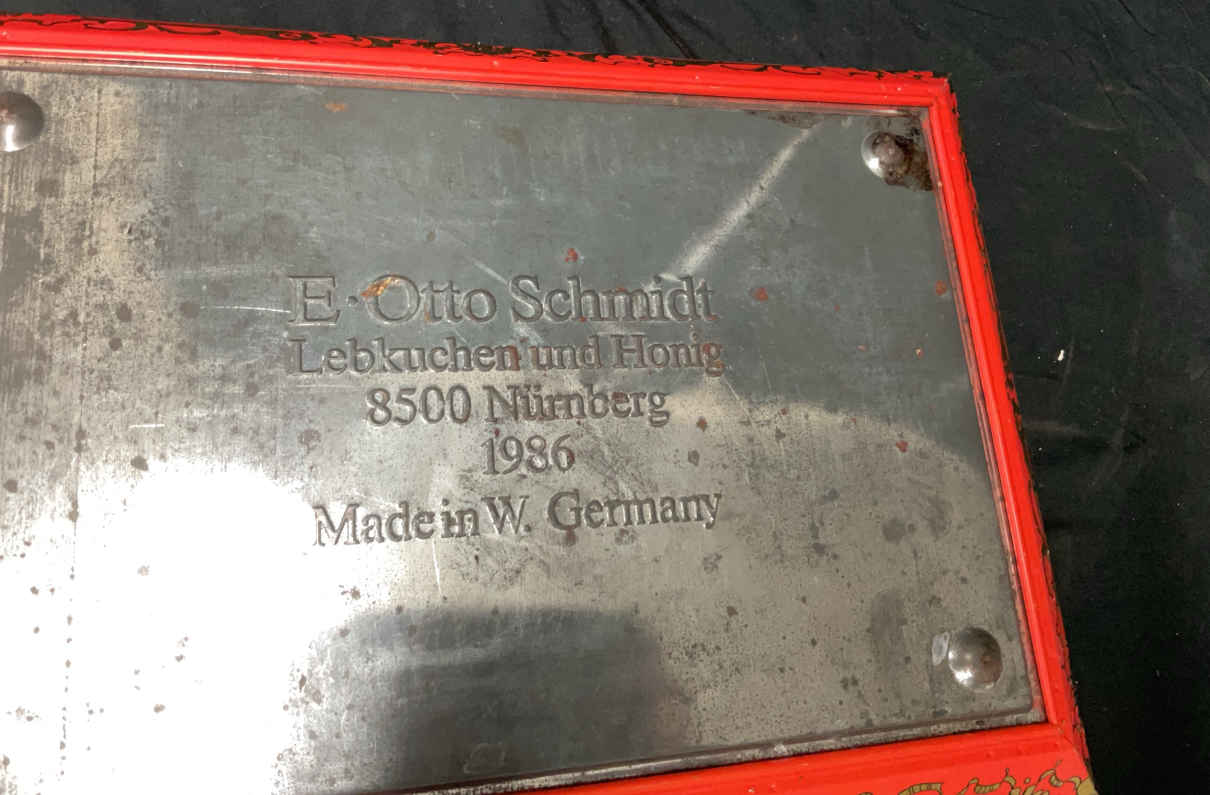 E·Otto Schmidt
Lebkuchen und Honig
8500 Nürnberg
1986
Made in W. Germany